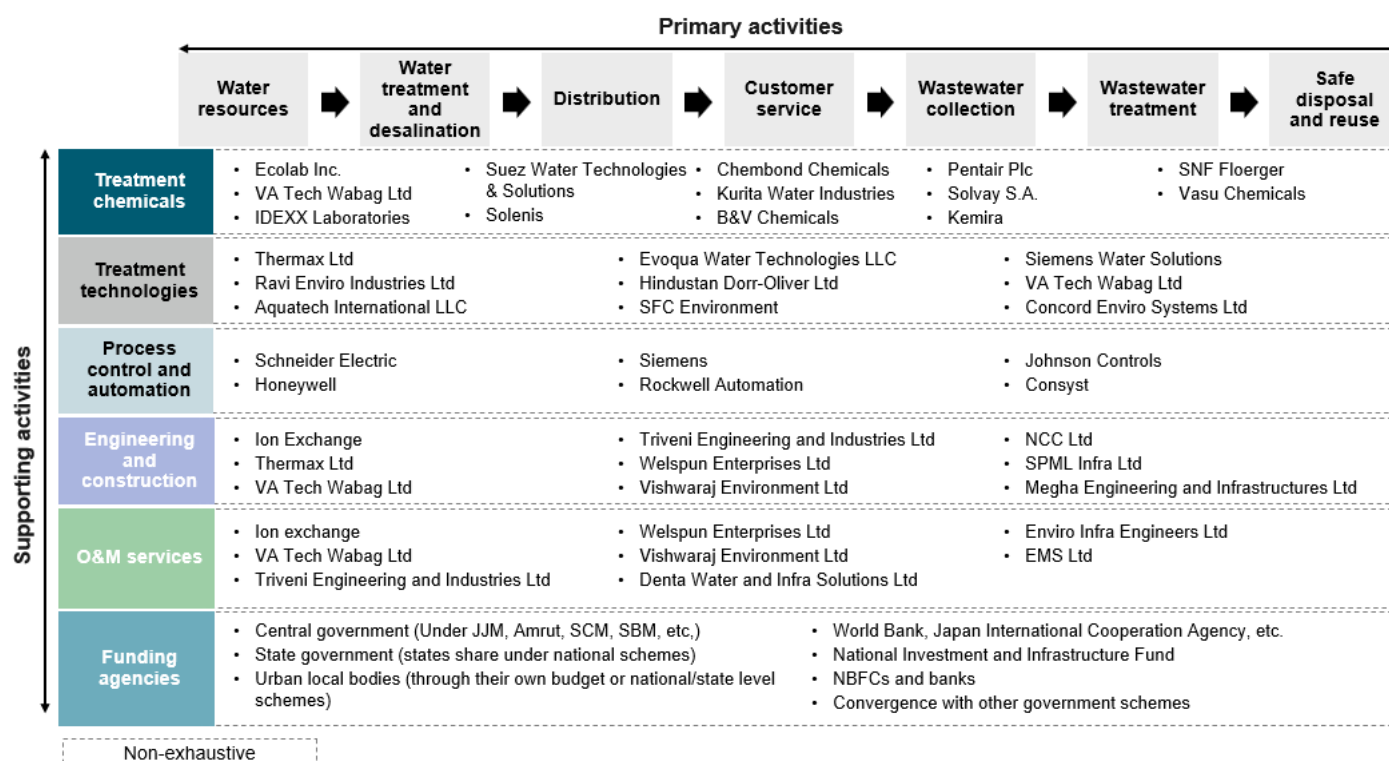 Primary activities
Water
resources
Water
treatment
and
desalination
Distribution
Customer
service
Wastewater
collection
Wastewater
treatment
Safe
disposal
and reuse
Supporting activities
Treatment
chemicals
• Ecolab Inc.
• VA Tech Wabag Ltd
• IDEXX Laboratories
• Suez Water Technologies
& Solutions
• Solenis
• Chembond Chemicals
• Kurita Water Industries
• B&V Chemicals
• Pentair Plc
• Solvay S.A.
• Kemira
• SNF Floerger
• Vasu Chemicals
Treatment
technologies
• Thermax Ltd
• Ravi Enviro Industries Ltd
• Aquatech International LLC
• Evoqua Water Technologies LLC
• Hindustan Dorr-Oliver Ltd
• SFC Environment
• Siemens Water Solutions
• VA Tech Wabag Ltd
• Concord Enviro Systems Ltd
Process
control and
automation
• Schneider Electric
• Honeywell
• Siemens
• Rockwell Automation
• Johnson Controls
• Consyst
Engineering
and
construction
• Ion Exchange
• Thermax Ltd
• VA Tech Wabag Ltd
• Triveni Engineering and Industries Ltd
• Welspun Enterprises Ltd
• Vishwaraj Environment Ltd
• NCC Ltd
• SPML Infra Ltd
• Megha Engineering and Infrastructures Ltd
O&M services
• Ion exchange
• VA Tech Wabag Ltd
• Triveni Engineering and Industries Ltd
• Welspun Enterprises Ltd
• Vishwaraj Environment Ltd
• Denta Water and Infra Solutions Ltd
• Enviro Infra Engineers Ltd
• EMS Ltd
Funding
agencies
• Central government (Under JJM, Amrut, SCM, SBM, etc,)
• State government (states share under national schemes)
• Urban local bodies (through their own budget or national/state level
schemes)
• World Bank, Japan International Cooperation Agency, etc.
• National Investment and Infrastructure Fund
• NBFCs and banks
• Convergence with other government schemes
Non-exhaustive